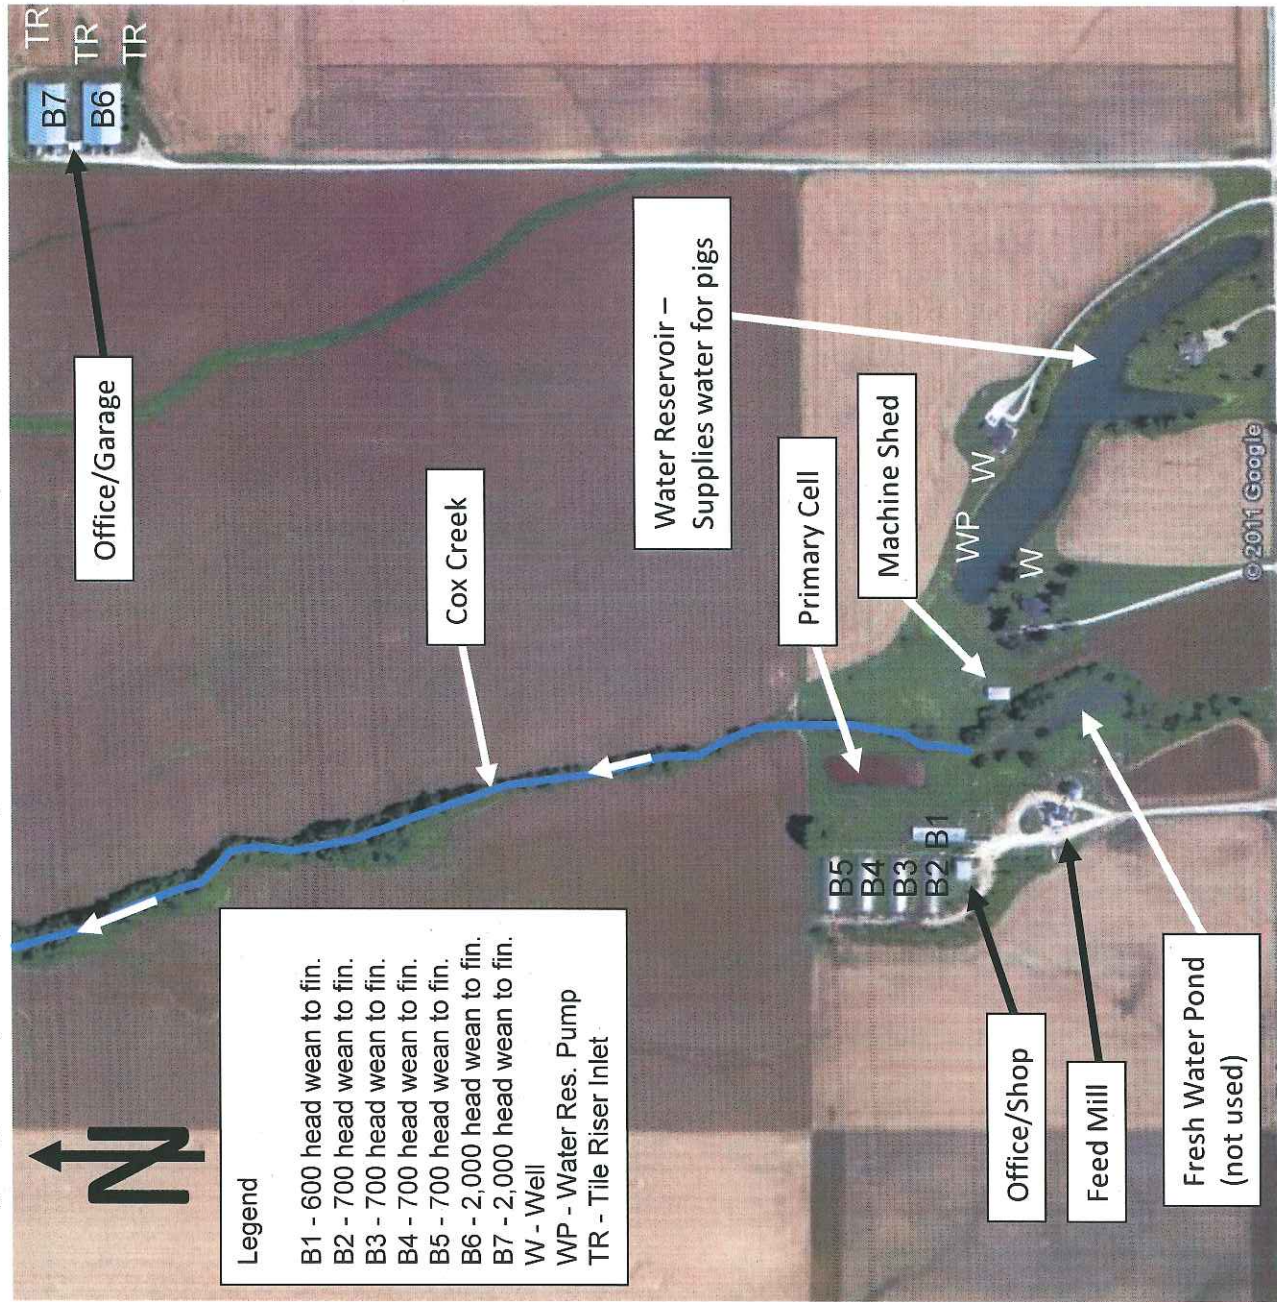 TR
TR
TR
B7
B6
Office/Garage
Cox Creek
Water Reservoir –
Supplies water for pigs
Primary Cell
Machine Shed
WP
W
W
B5
B4
B3
B2
B1
N
Legend
B1 - 600 head wean to fin.
B2 - 700 head wean to fin.
B3 - 700 head wean to fin.
B4 - 700 head wean to fin.
B5 - 700 head wean to fin.
B6 - 2,000 head wean to fin.
B7 - 2,000 head wean to fin.
W - Well
WP - Water Res. Pump
TR - Tile Riser Inlet
Office/Shop
Feed Mill
Fresh Water Pond
(not used)
© 2011 Google